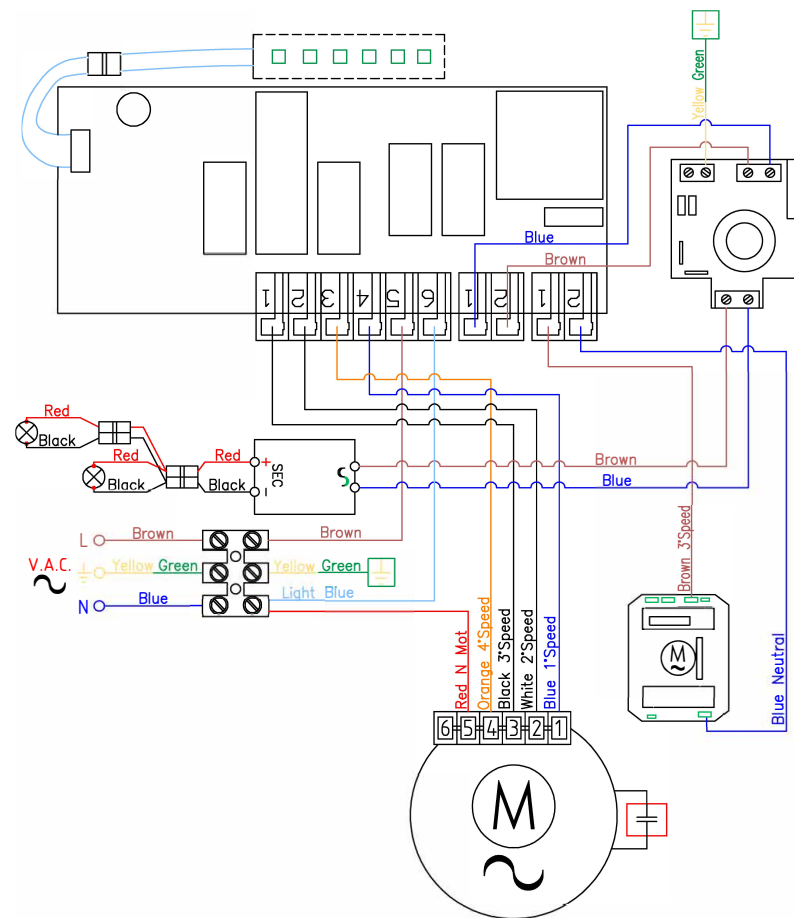 Yellow Green
Blue
Brown
1 2 3 4 5 6 1 2 1 2
Red
Black
Red
Black
Red
Black
+
SEC
−
Brown
Blue
L
Brown
Brown
V.A.C.
Yellow Green
Yellow Green
N
Blue
Light Blue
Red N Mot
Orange 4°Speed
Black 3°Speed
White 2°Speed
Blue 1°Speed
Brown 3°Speed
Blue Neutral
M
6 5 4 3 2 1
M